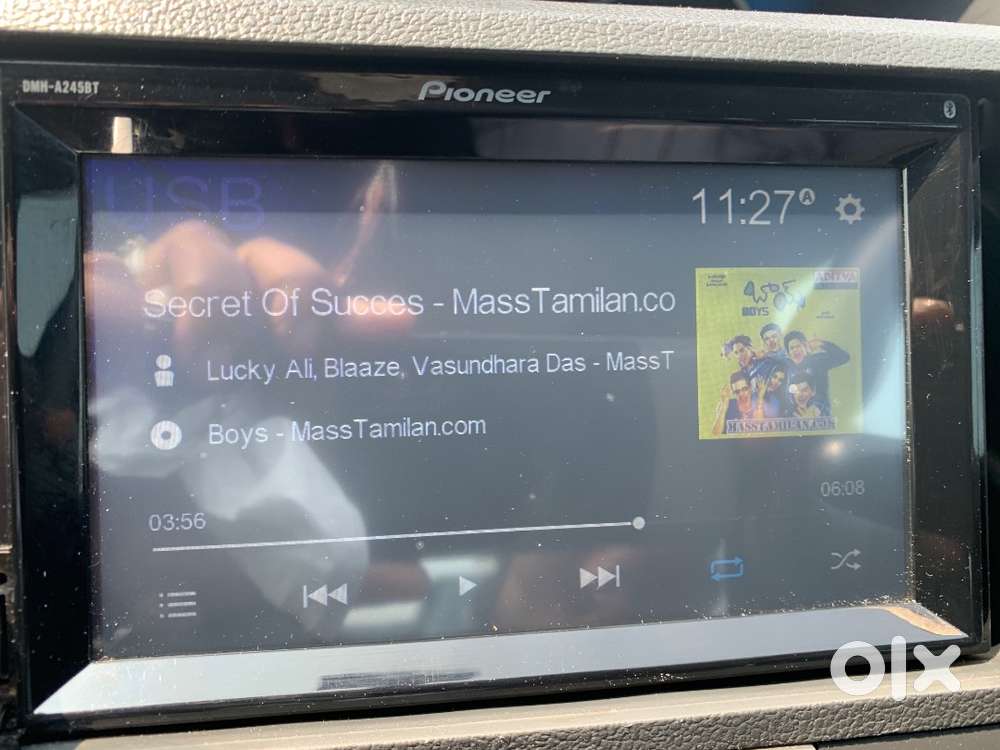 DMH-A245BT
Pioneer
USB
11:27 A
Secret Of Succes - MassTamilan.co
ADITYA
బాయ్స్
BOYS
Lucky Ali, Blaaze, Vasundhara Das - MassT
Boys - MassTamilan.com
MASSTAMILAN.COM
03:56
06:08
olx